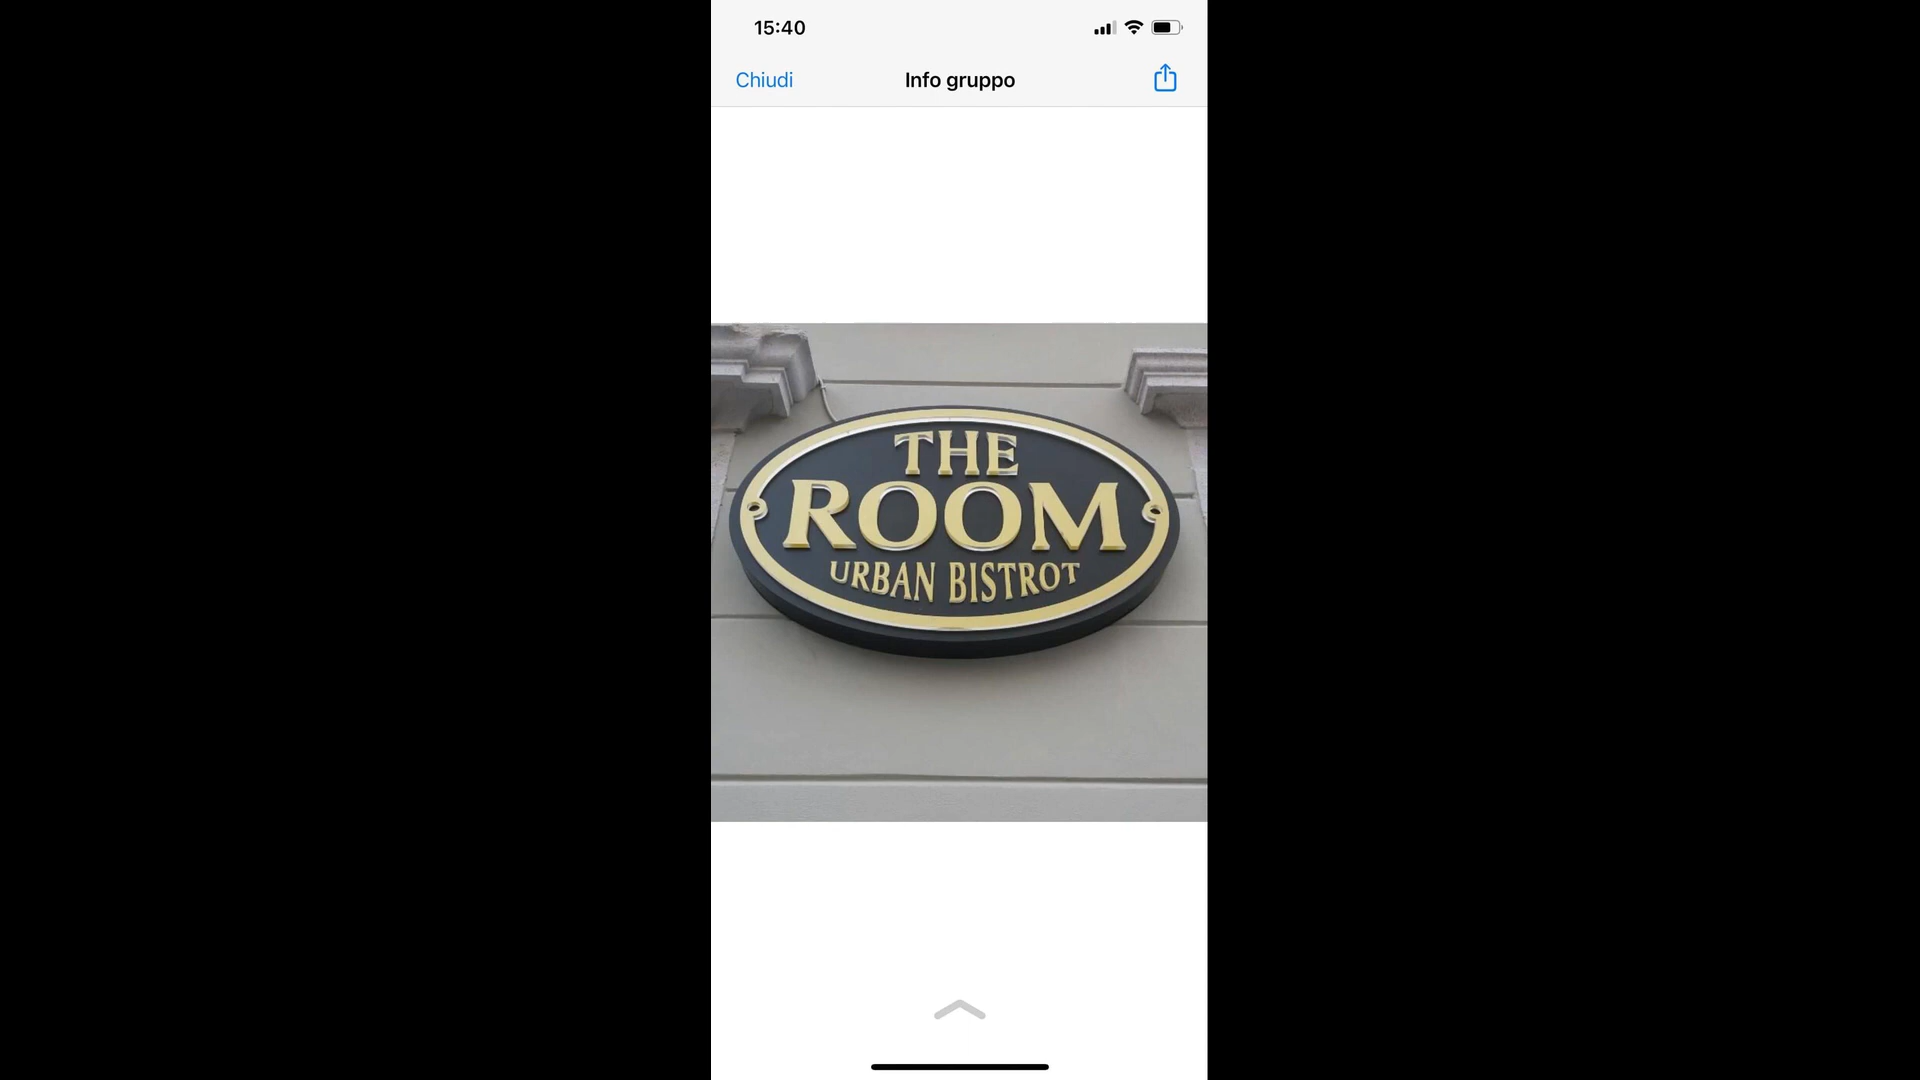 15:40
Chiudi Info gruppo
THE
ROOM
URBAN BISTROT